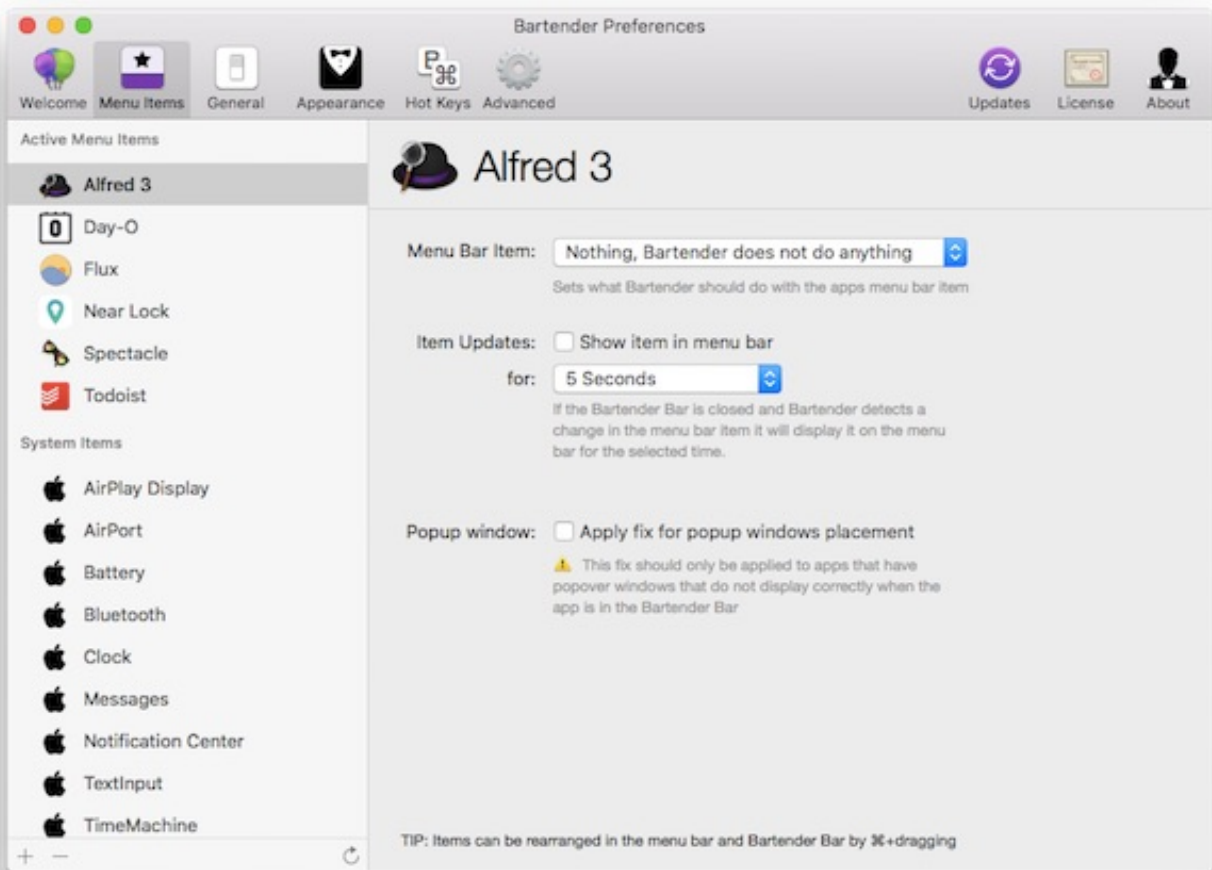 Bartender Preferences
Welcome Menu Items General Appearance Hot Keys Advanced Updates License About
Active Menu Items
Alfred 3
Day-O
Flux
Near Lock
Spectacle
Todoist
System Items
AirPlay Display
AirPort
Battery
Bluetooth
Clock
Messages
Notification Center
TextInput
TimeMachine
Alfred 3
Menu Bar Item: Nothing, Bartender does not do anything
Sets what Bartender should do with the apps menu bar item
Item Updates: Show item in menu bar
for: 5 Seconds
If the Bartender Bar is closed and Bartender detects a
change in the menu bar item it will display it on the menu
bar for the selected time.
Popup window: Apply fix for popup windows placement
This fix should only be applied to apps that have
popover windows that do not display correctly when the
app is in the Bartender Bar
TIP: Items can be rearranged in the menu bar and Bartender Bar by ⌘+dragging